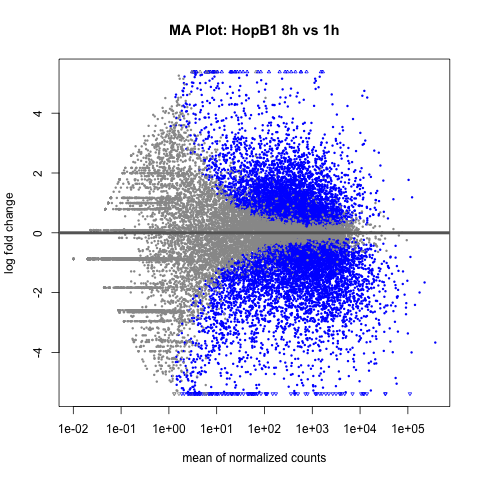 MA Plot: HopB1 8h vs 1h
log fold change
4
2
0
-2
-4
1e-02 1e-01 1e+00 1e+01 1e+02 1e+03 1e+04 1e+05
mean of normalized counts